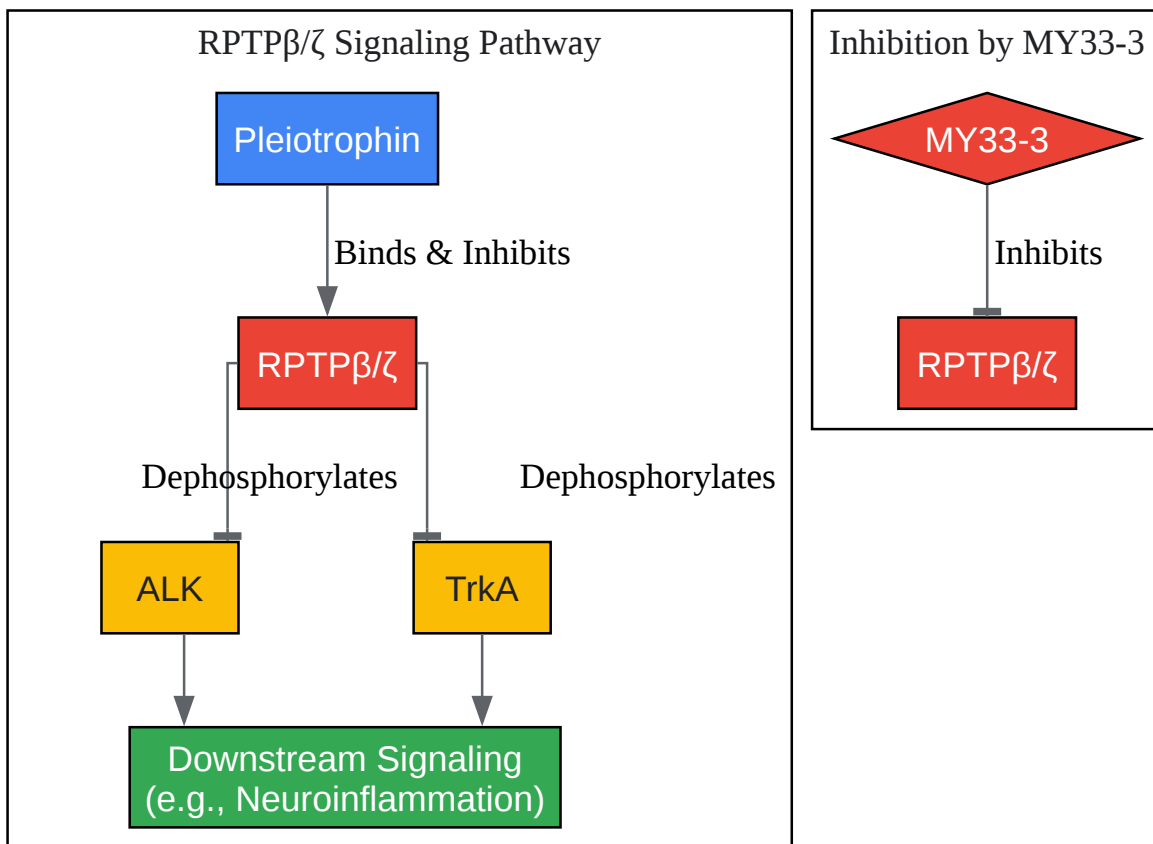 RPTPβ/ζ Signaling Pathway
Pleiotrophin
Binds & Inhibits
RPTPβ/ζ
Dephosphorylates
Dephosphorylates
ALK
TrkA
Downstream Signaling
(e.g., Neuroinflammation)
Inhibition by MY33-3
MY33-3
Inhibits
RPTPβ/ζ